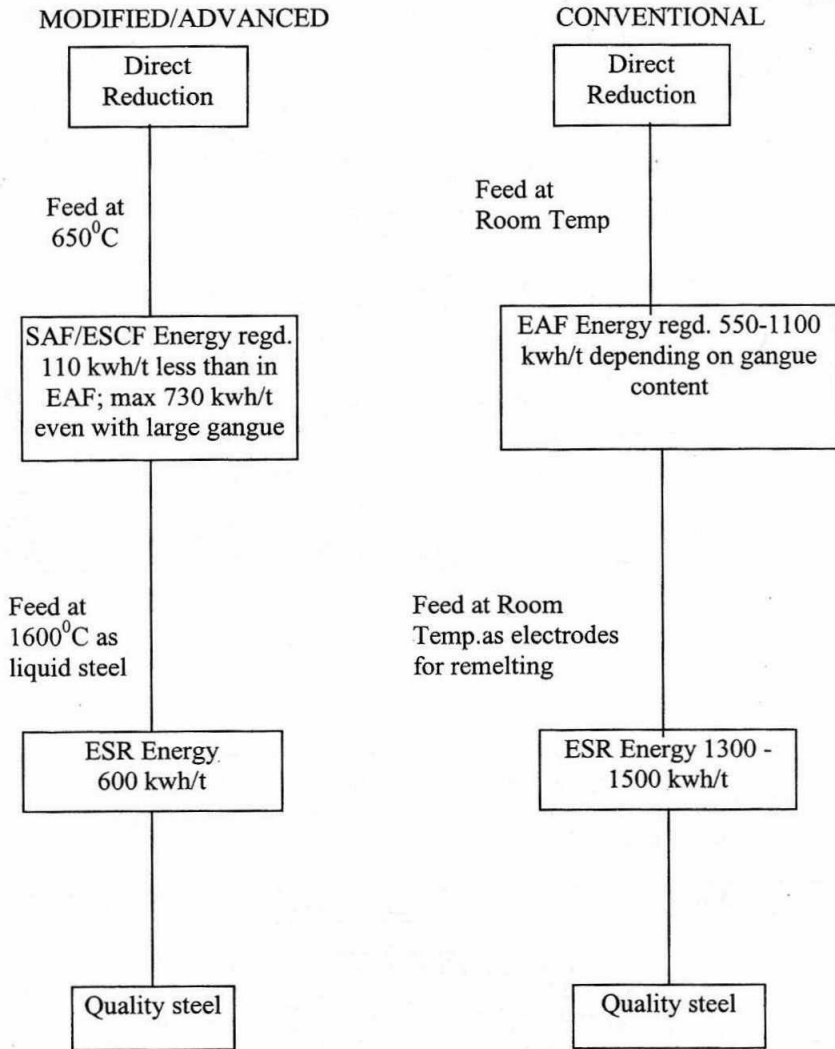 MODIFIED/ADVANCED
Direct
Reduction
Feed at
650⁰C
SAF/ESCF Energy regd.
110 kwh/t less than in
EAF; max 730 kwh/t
even with large gangue
Feed at
1600⁰C as
liquid steel
ESR Energy
600 kwh/t
Quality steel
CONVENTIONAL
Direct
Reduction
Feed at
Room Temp
EAF Energy regd. 550-1100
kwh/t depending on gangue
content
Feed at Room
Temp.as electrodes
for remelting
ESR Energy 1300 -
1500 kwh/t
Quality steel